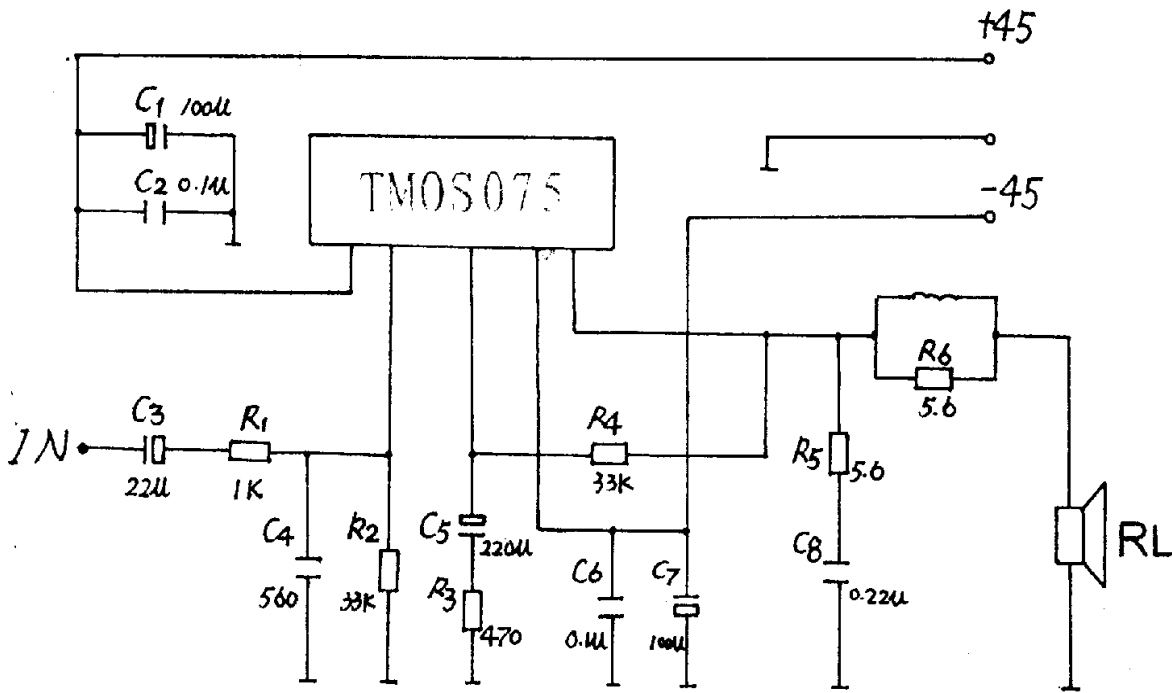 +45
C1 100U
C2 0.1U
TMOS075
-45
R6
5.6
IN
C3
22U
R1
1K
R4
33K
R5
5.6
C4
560
R2
33K
C5
220U
R3
470
C6
0.1U
C7
100U
C8
0.22U
RL